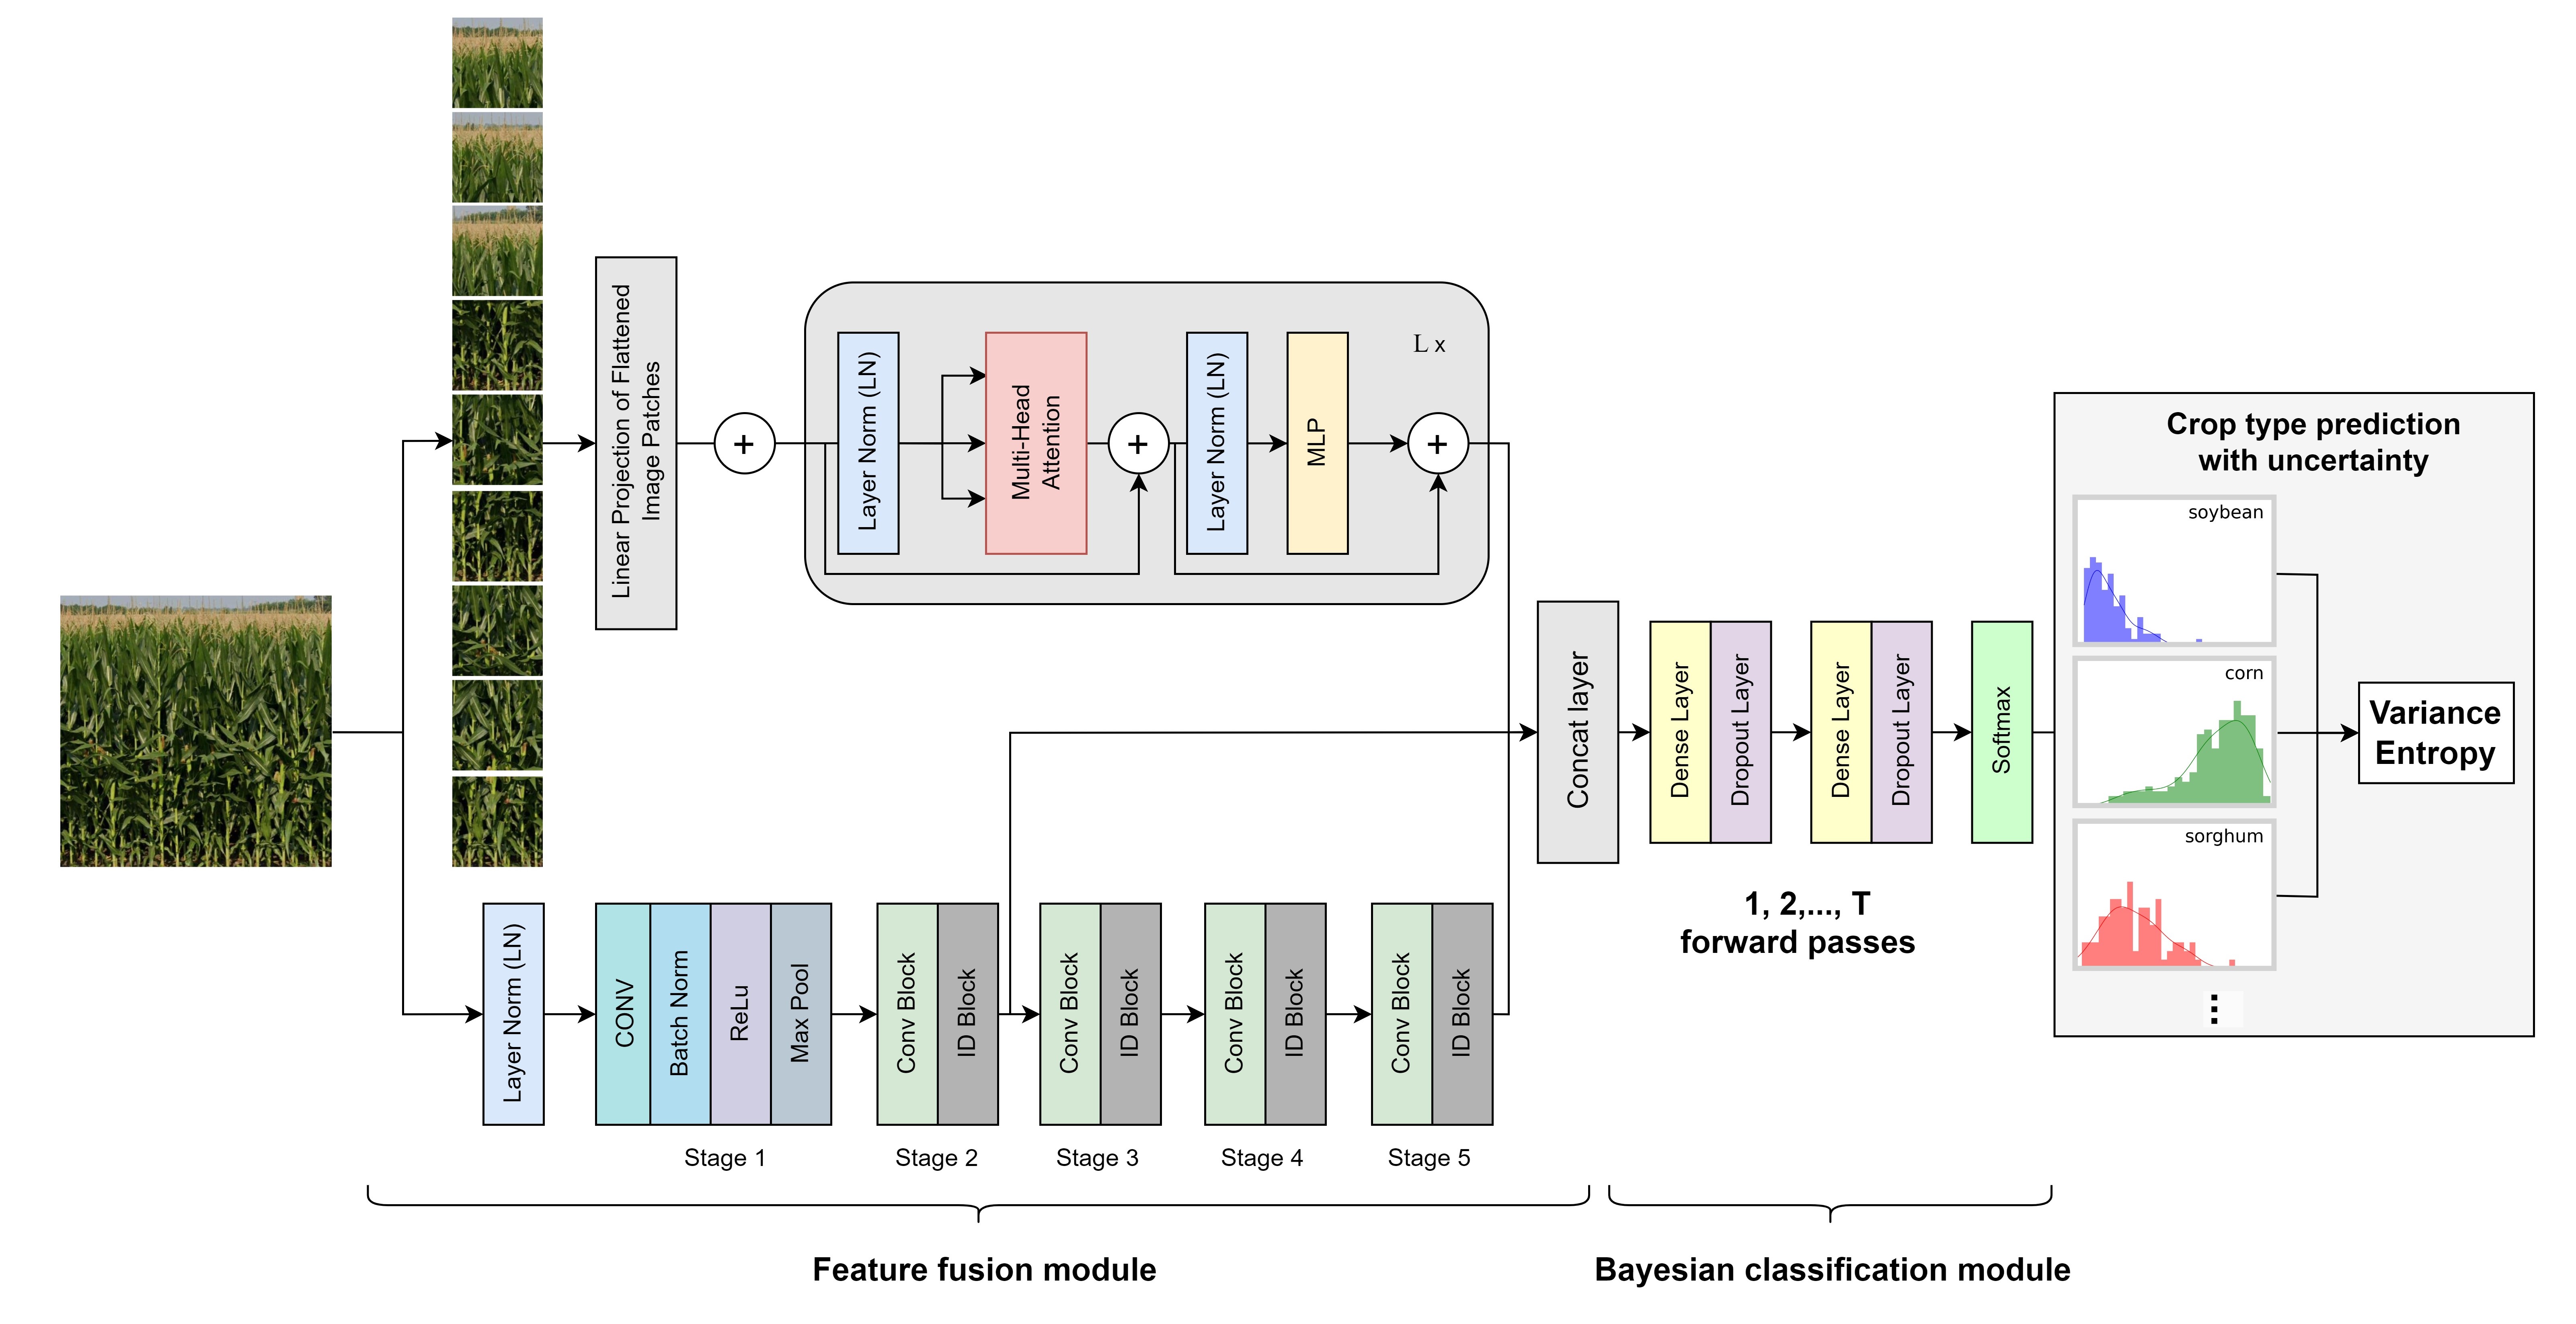 Linear Projection of Flattened
Image Patches
+
Layer Norm (LN)
Multi-Head
Attention
+
Layer Norm (LN)
MLP
+
L x
Layer Norm (LN)
CONV
Batch Norm
ReLu
Max Pool
Stage 1
Conv Block
ID Block
Stage 2
Conv Block
ID Block
Stage 3
Conv Block
ID Block
Stage 4
Conv Block
ID Block
Stage 5
Feature fusion module
Concat layer
Dense Layer
Dropout Layer
Dense Layer
Dropout Layer
Softmax
1, 2,..., T
forward passes
Bayesian classification module
Crop type prediction
with uncertainty
soybean
corn
sorghum
⋮
Variance
Entropy